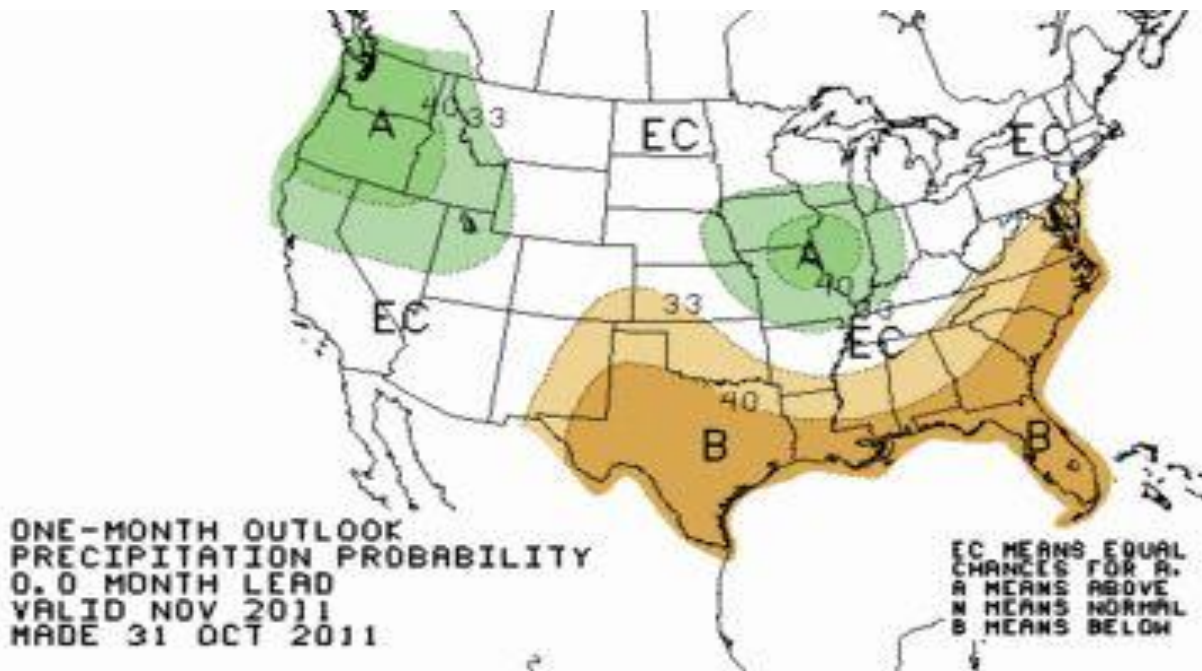 40
33
A
EC
EC
A
40
33
EC
33
EC
40
B
B
ONE-MONTH OUTLOOK
PRECIPITATION PROBABILITY
0.0 MONTH LEAD
VALID NOV 2011
MADE 31 OCT 2011
EC MEANS EQUAL
CHANCES FOR A,
A MEANS ABOVE
N MEANS NORMAL
B MEANS BELOW